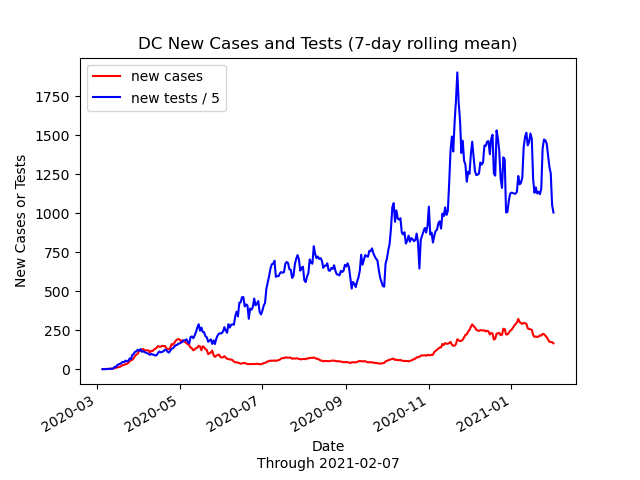 DC New Cases and Tests (7-day rolling mean)
new cases
new tests / 5
New Cases or Tests
1750
1500
1250
1000
750
500
250
0
2020-03
2020-05
2020-07
2020-09
2020-11
2021-01
Date
Through 2021-02-07